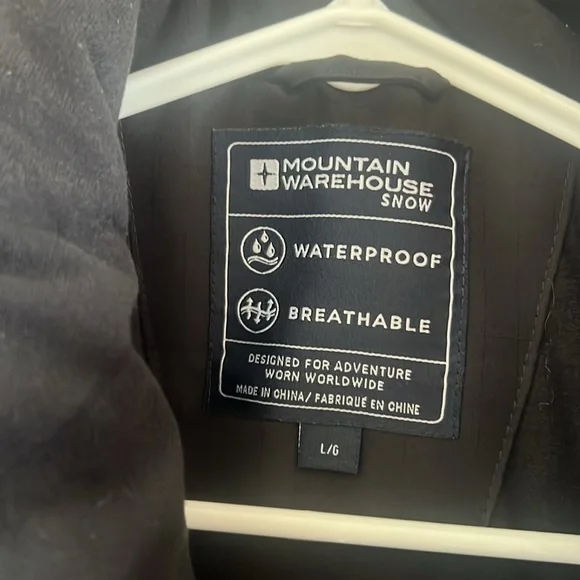 MOUNTAIN
WAREHOUSE
SNOW
WATERPROOF
BREATHABLE
DESIGNED FOR ADVENTURE
WORN WORLDWIDE
MADE IN CHINA/ FABRIQUÉ EN CHINE
L/G